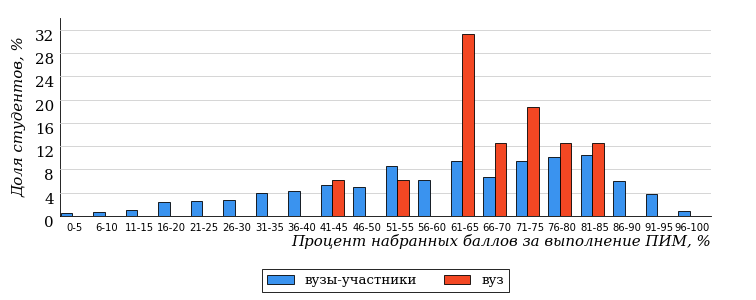 Доля студентов, %
32
28
24
20
16
12
8
4
0
0-5 6-10 11-15 16-20 21-25 26-30 31-35 36-40 41-45 46-50 51-55 56-60 61-65 66-70 71-75 76-80 81-85 86-90 91-95 96-100
Процент набранных баллов за выполнение ПИМ, %
вузы-участники вуз